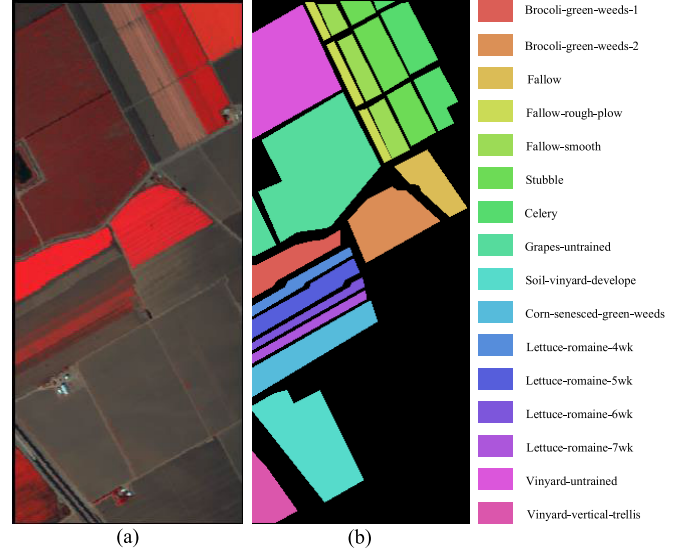 Brocoli-green-weeds-1
Brocoli-green-weeds-2
Fallow
Fallow-rough-plow
Fallow-smooth
Stubble
Celery
Grapes-untrained
Soil-vinyard-develope
Corn-senesced-green-weeds
Lettuce-romaine-4wk
Lettuce-romaine-5wk
Lettuce-romaine-6wk
Lettuce-romaine-7wk
Vinyard-untrained
Vinyard-vertical-trellis
(a)
(b)